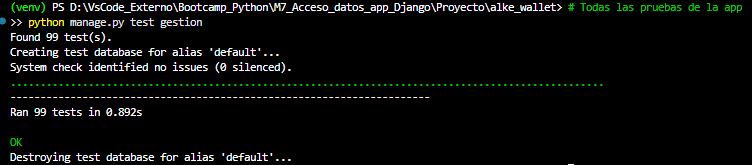 (venv) PS D:\VsCode_Externo\Bootcamp_Python\M7_Acceso_datos_app_Django\Proyecto\alke_wallet> # Todas las pruebas de la app
>> python manage.py test gestion
Found 99 test(s).
Creating test database for alias 'default'...
System check identified no issues (0 silenced).
...................................................................................................
----------------------------------------------------------------------
Ran 99 tests in 0.892s
OK
Destroying test database for alias 'default'...